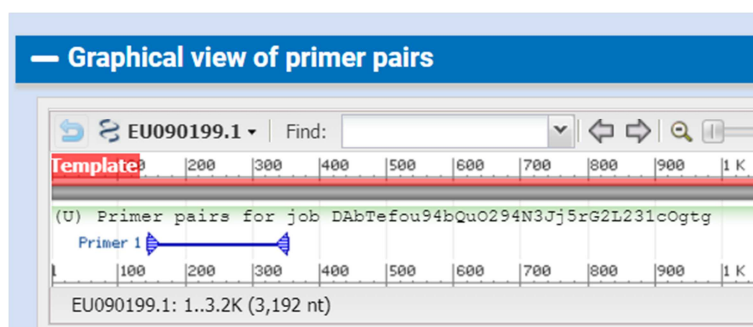 Graphical view of primer pairs
EU090199.1 Find:
Template 200 300 400 500 600 700 800 900 1 K
(U) Primer pairs for job DAbTefou94bQuO294N3Jj5rG2L231cOgtg
Primer 1
1 100 200 300 400 500 600 700 800 900 1 K
EU090199.1: 1..3.2K (3,192 nt)